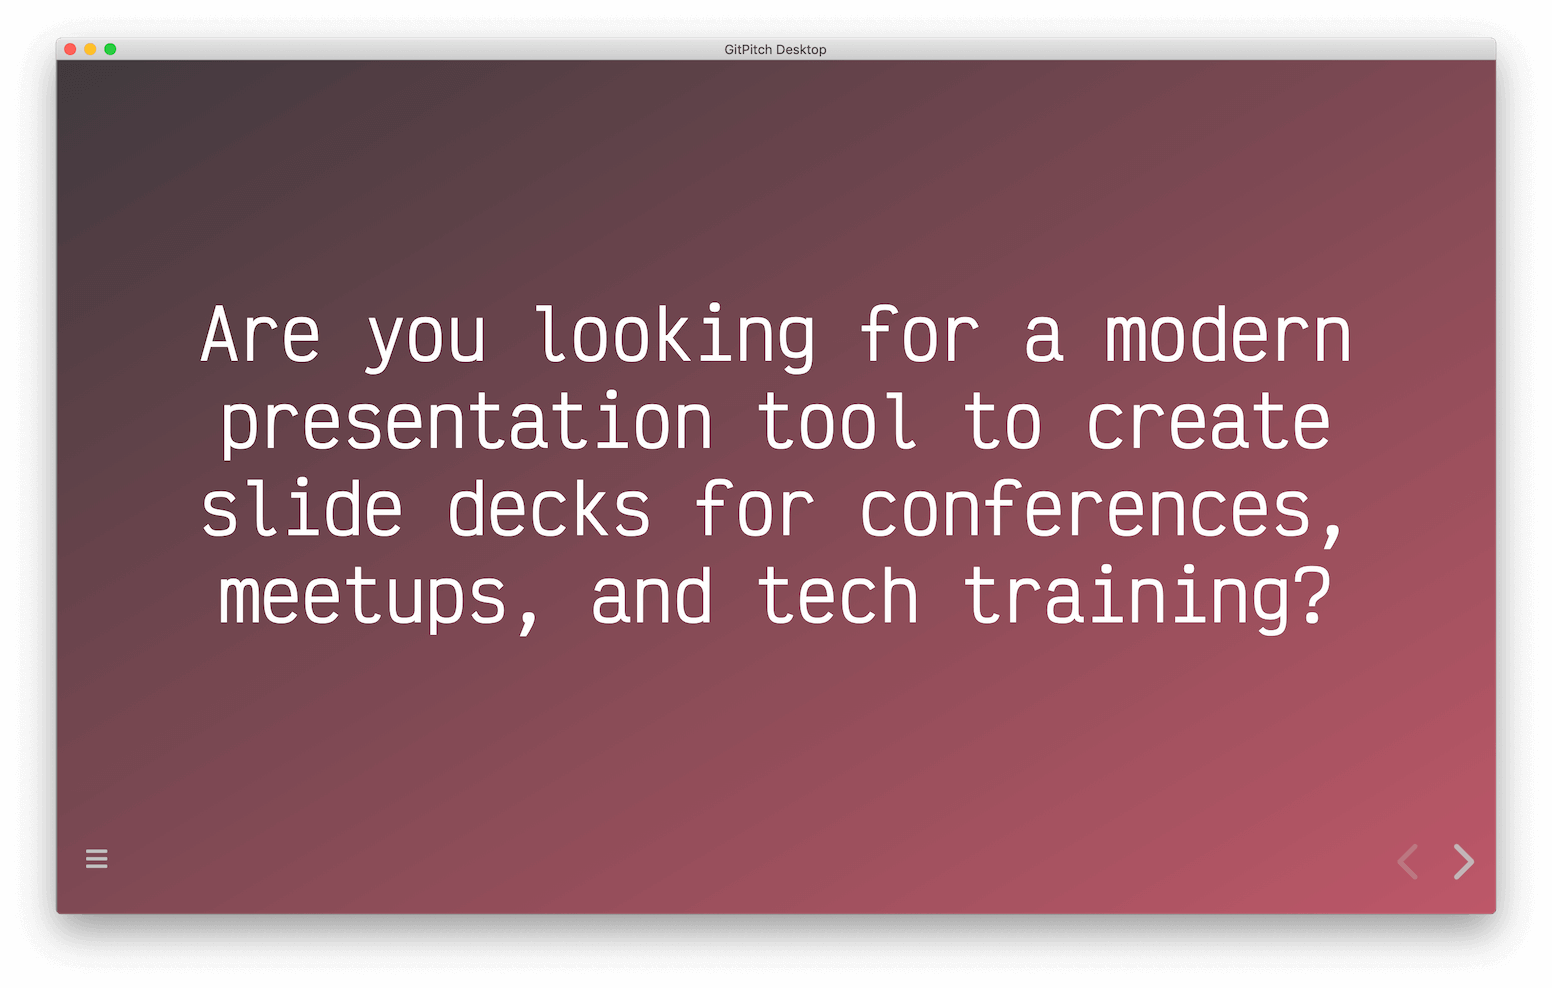 GitPitch Desktop
Are you looking for a modern
presentation tool to create
slide decks for conferences,
meetups, and tech training?